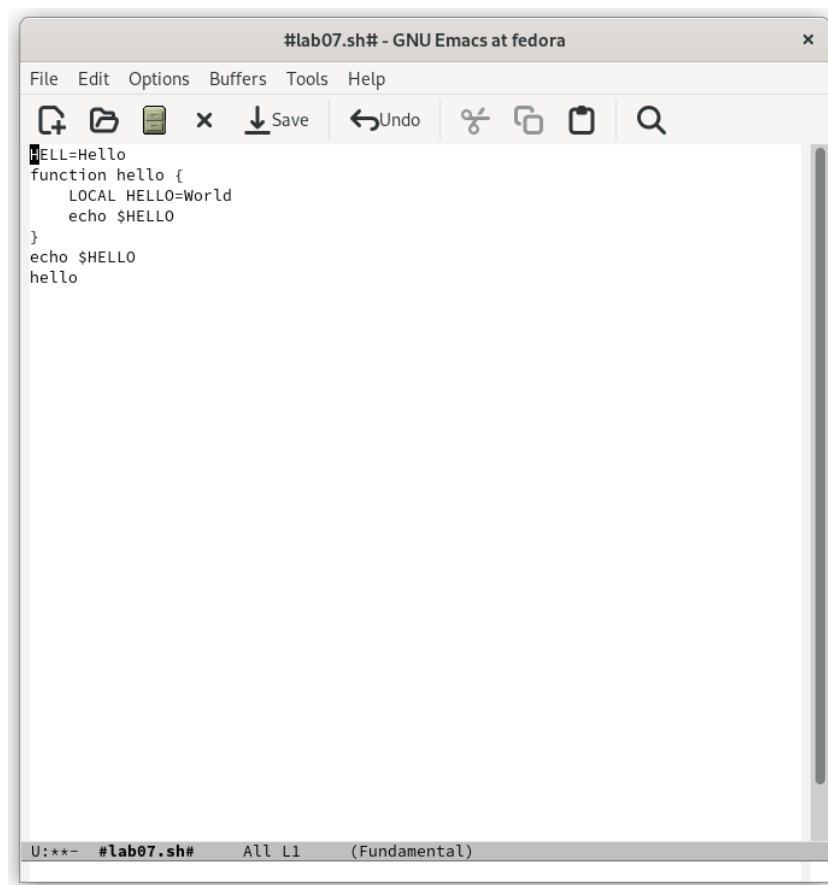 #lab07.sh# - GNU Emacs at fedora ×
File Edit Options Buffers Tools Help
Save Undo
HELL=Hello
function hello {
    LOCAL HELLO=World
    echo $HELLO
}
echo $HELLO
hello
U:**-  #lab07.sh#     All L1     (Fundamental)